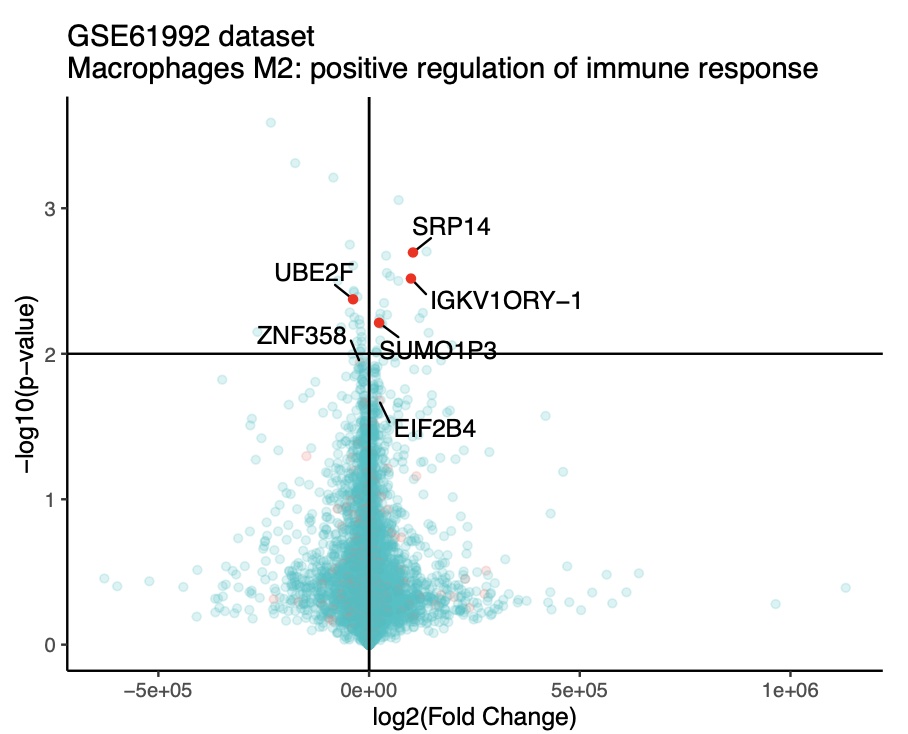 GSE61992 dataset
Macrophages M2: positive regulation of immune response
−log10(p−value)
3
2
1
0
SRP14
UBE2F
IGKV1ORY−1
ZNF358
SUMO1P3
EIF2B4
−5e+05
0e+00
5e+05
1e+06
log2(Fold Change)